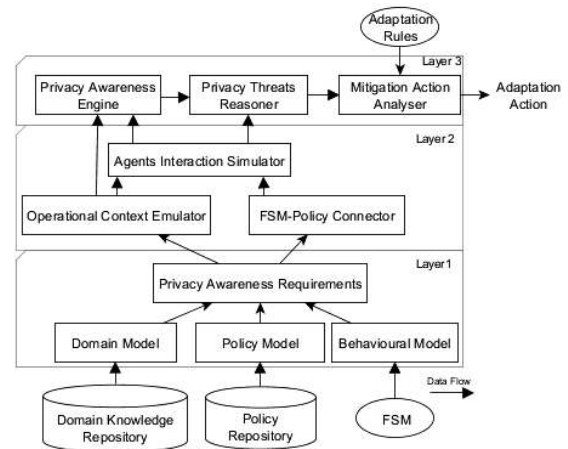 Adaptation
Rules
Layer 3
Privacy Awareness
Engine
Privacy Threats
Reasoner
Mitigation Action
Analyser
Adaptation
Action
Layer 2
Agents Interaction Simulator
Operational Context Emulator
FSM-Policy Connector
Layer1
Privacy Awareness Requirements
Domain Model
Policy Model
Behavioural Model
Data Flow
Domain Knowledge
Repository
Policy
Repository
FSM